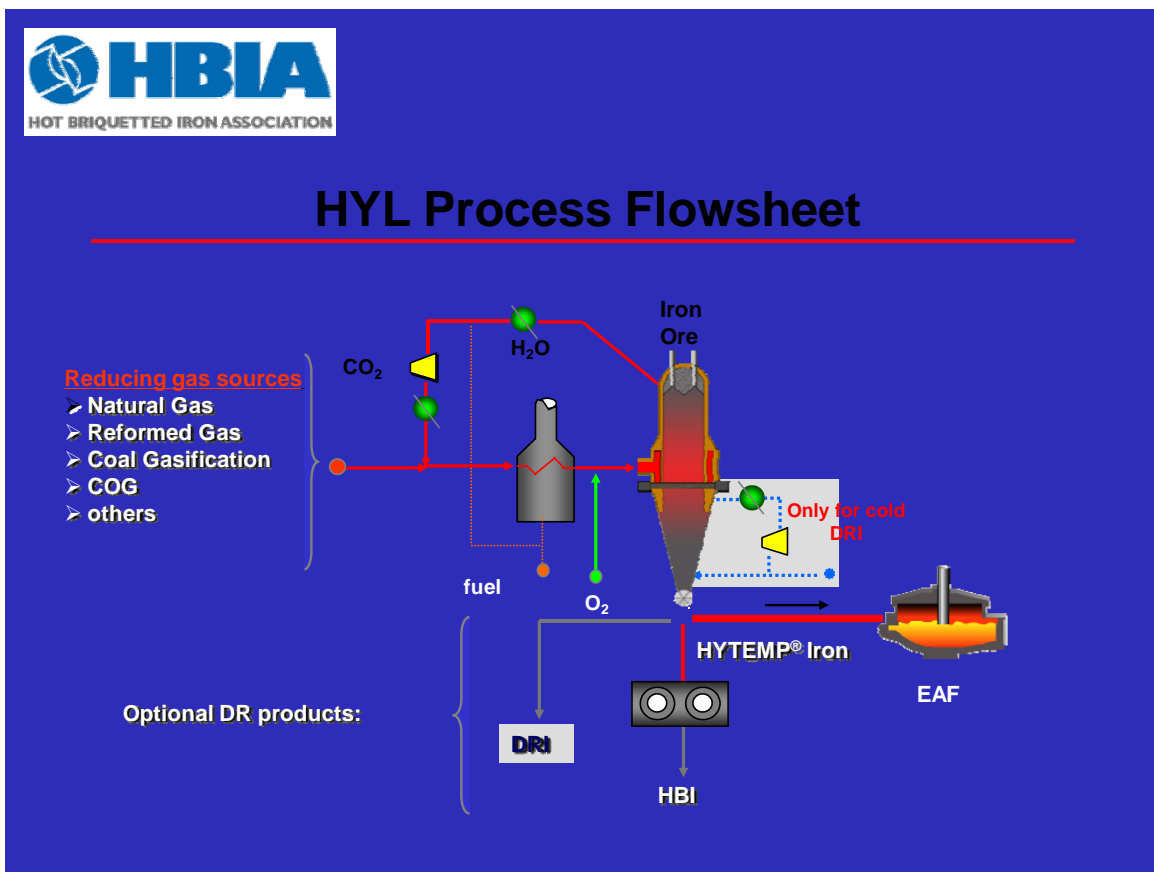 HBIA
HOT BRIQUETTED IRON ASSOCIATION
HYL Process Flowsheet
Iron
Ore
H₂O
CO₂
Reducing gas sources
➢ Natural Gas
➢ Reformed Gas
➢ Coal Gasification
➢ COG
➢ others
Only for cold
DRI
fuel
O₂
HYTEMP® Iron
EAF
Optional DR products:
DRI
HBI